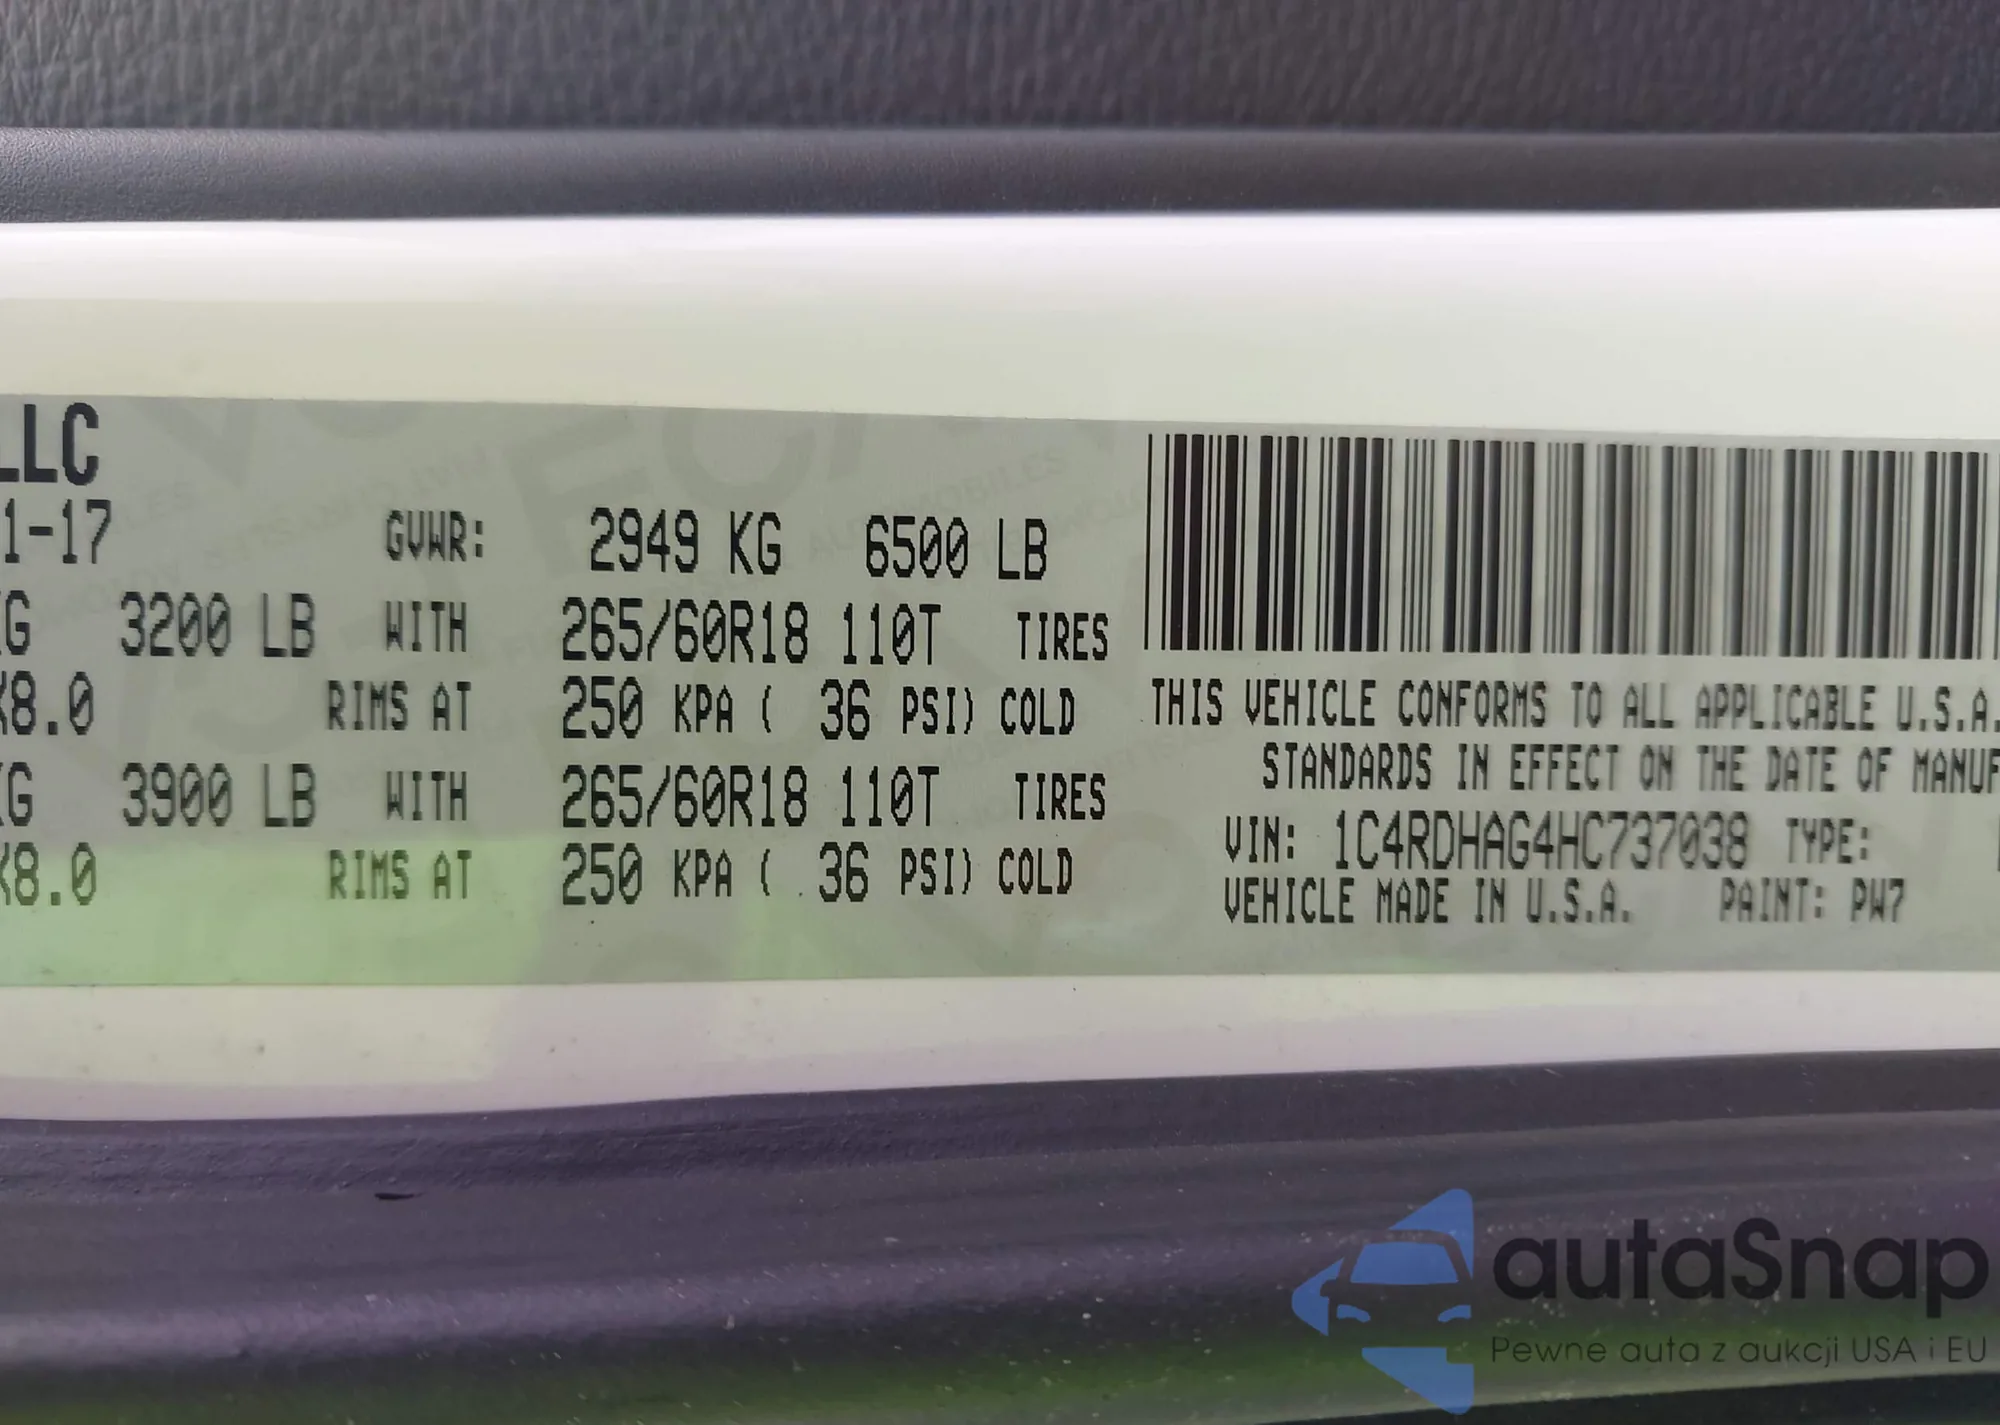 LLC
1-17 GVWR: 2949 KG 6500 LB
KG 3200 LB WITH 265/60R18 110T TIRES
X8.0 RIMS AT 250 KPA ( 36 PSI) COLD
KG 3900 LB WITH 265/60R18 110T TIRES
X8.0 RIMS AT 250 KPA ( 36 PSI) COLD
THIS VEHICLE CONFORMS TO ALL APPLICABLE U.S.A.
STANDARDS IN EFFECT ON THE DATE OF MANUF
VIN: 1C4RDHAG4HC737038 TYPE:
VEHICLE MADE IN U.S.A. PAINT: PW7
autaSnap
Pewne auta z aukcji USA i EU